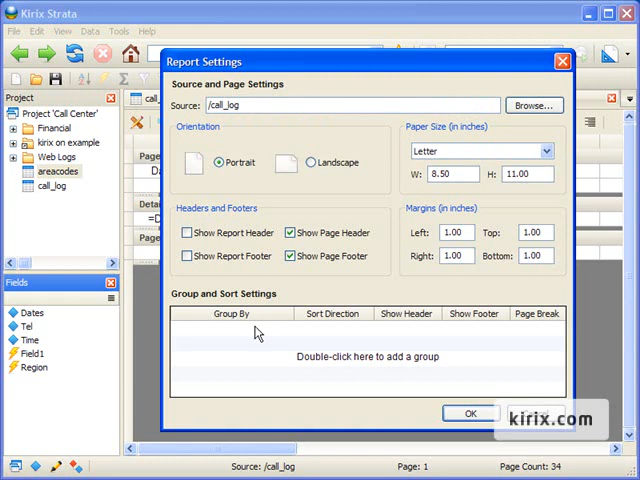 Kirix Strata
File Edit View Data Tools Help
Report Settings
Source and Page Settings
Source: /call_log Browse...
Orientation
Portrait Landscape
Paper Size (in inches)
Letter
W: 8.50 H: 11.00
Headers and Footers
Show Report Header Show Page Header
Show Report Footer Show Page Footer
Margins (in inches)
Left: 1.00 Top: 1.00
Right: 1.00 Bottom: 1.00
Group and Sort Settings
Group By Sort Direction Show Header Show Footer Page Break
Double-click here to add a group
OK
kirix.com
Project
Project 'Call Center'
Financial
kirix on example
Web Logs
areacodes
call_log
Fields
Dates
Tel
Time
Field1
Region
Source: /call_log Page: 1 Page Count: 34